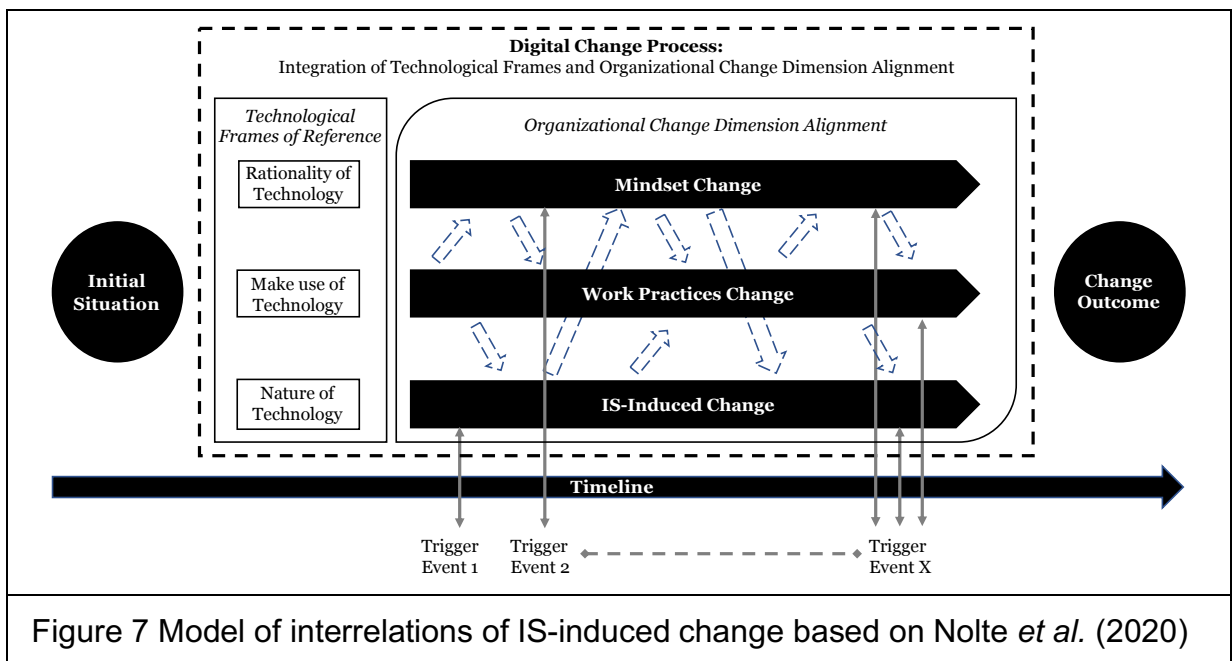 Digital Change Process:
Integration of Technological Frames and Organizational Change Dimension Alignment
Technological
Frames of Reference
Organizational Change Dimension Alignment
Rationality of
Technology
Mindset Change
Initial
Situation
Make use of
Technology
Work Practices Change
Change
Outcome
Nature of
Technology
IS-Induced Change
Timeline
Trigger
Event 1
Trigger
Event 2
Trigger
Event X
Figure 7 Model of interrelations of IS-induced change based on Nolte et al. (2020)